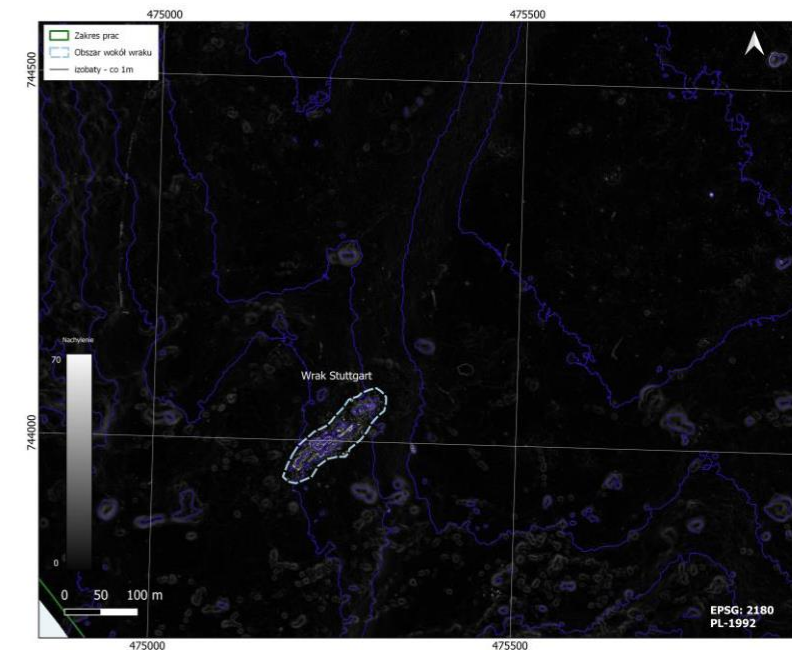 475000 475500
Zakres prac
Obszar wokół wraku
izobaty - co 1m
744500
Nachylenie
70
Wrak Stuttgart
744000
0
0 50 100 m
EPSG: 2180
PL-1992
475000 475500